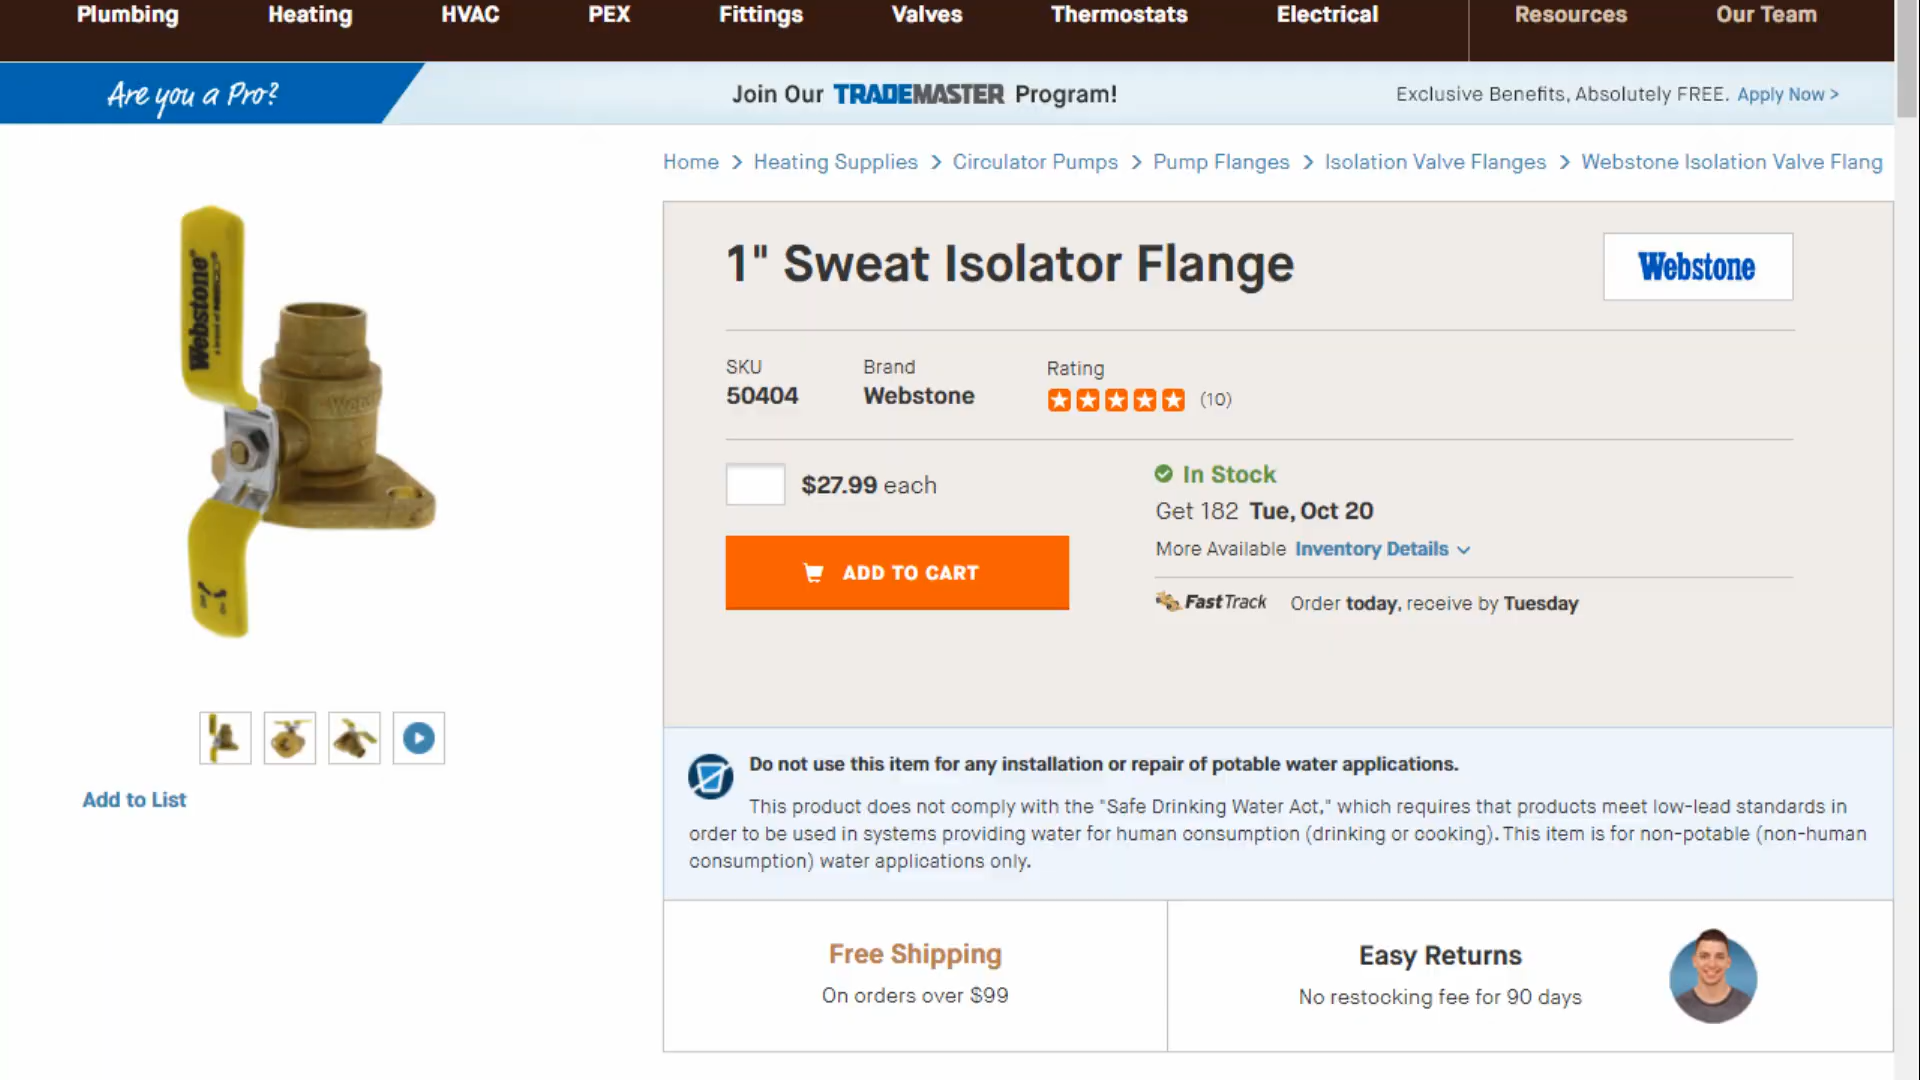 Plumbing Heating HVAC PEX Fittings Valves Thermostats Electrical Resources Our Team
Are you a Pro? Join Our TRADEMASTER Program! Exclusive Benefits, Absolutely FREE. Apply Now >
Home > Heating Supplies > Circulator Pumps > Pump Flanges > Isolation Valve Flanges > Webstone Isolation Valve Flang
1" Sweat Isolator Flange
Webstone
Webstone
SKU Brand Rating
50404 Webstone (10)
$27.99 each
In Stock
Get 182 Tue, Oct 20
More Available Inventory Details
ADD TO CART
FastTrack Order today, receive by Tuesday
Do not use this item for any installation or repair of potable water applications.
This product does not comply with the "Safe Drinking Water Act," which requires that products meet low-lead standards in
order to be used in systems providing water for human consumption (drinking or cooking). This item is for non-potable (non-human
consumption) water applications only.
Add to List
Free Shipping
On orders over $99
Easy Returns
No restocking fee for 90 days